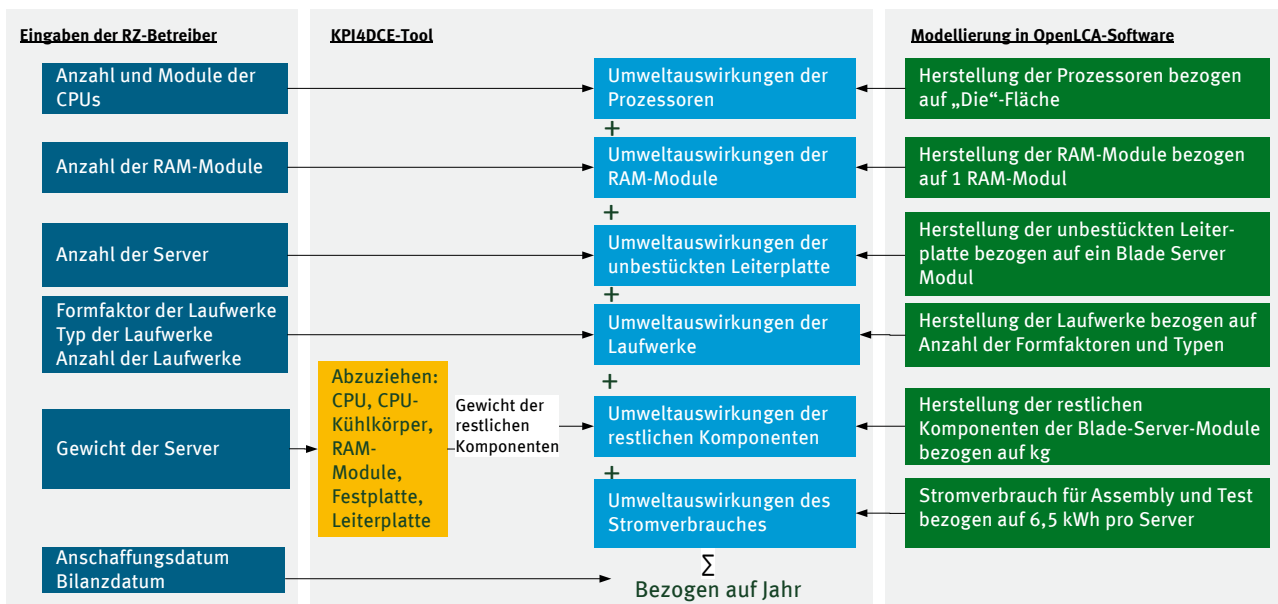 Eingaben der RZ-Betreiber
KPI4DCE-Tool
Modellierung in OpenLCA-Software
Anzahl und Module der
CPUs
Umweltauswirkungen der
Prozessoren
Herstellung der Prozessoren bezogen
auf „Die“-Fläche
+
Anzahl der RAM-Module
Umweltauswirkungen der
RAM-Module
Herstellung der RAM-Module bezogen
auf 1 RAM-Modul
+
Anzahl der Server
Umweltauswirkungen der
unbestückten Leiterplatte
Herstellung der unbestückten Leiter-
platte bezogen auf ein Blade Server
Modul
+
Formfaktor der Laufwerke
Typ der Laufwerke
Anzahl der Laufwerke
Umweltauswirkungen der
Laufwerke
Herstellung der Laufwerke bezogen auf
Anzahl der Formfaktoren und Typen
+
Gewicht der Server
Abzuziehen:
CPU, CPU-
Kühlkörper,
RAM-
Module,
Festplatte,
Leiterplatte
Gewicht der
restlichen
Komponenten
Umweltauswirkungen der
restlichen Komponenten
Herstellung der restlichen
Komponenten der Blade-Server-Module
bezogen auf kg
+
Umweltauswirkungen des
Stromverbrauches
Stromverbrauch für Assembly und Test
bezogen auf 6,5 kWh pro Server
Anschaffungsdatum
Bilanzdatum
∑
Bezogen auf Jahr